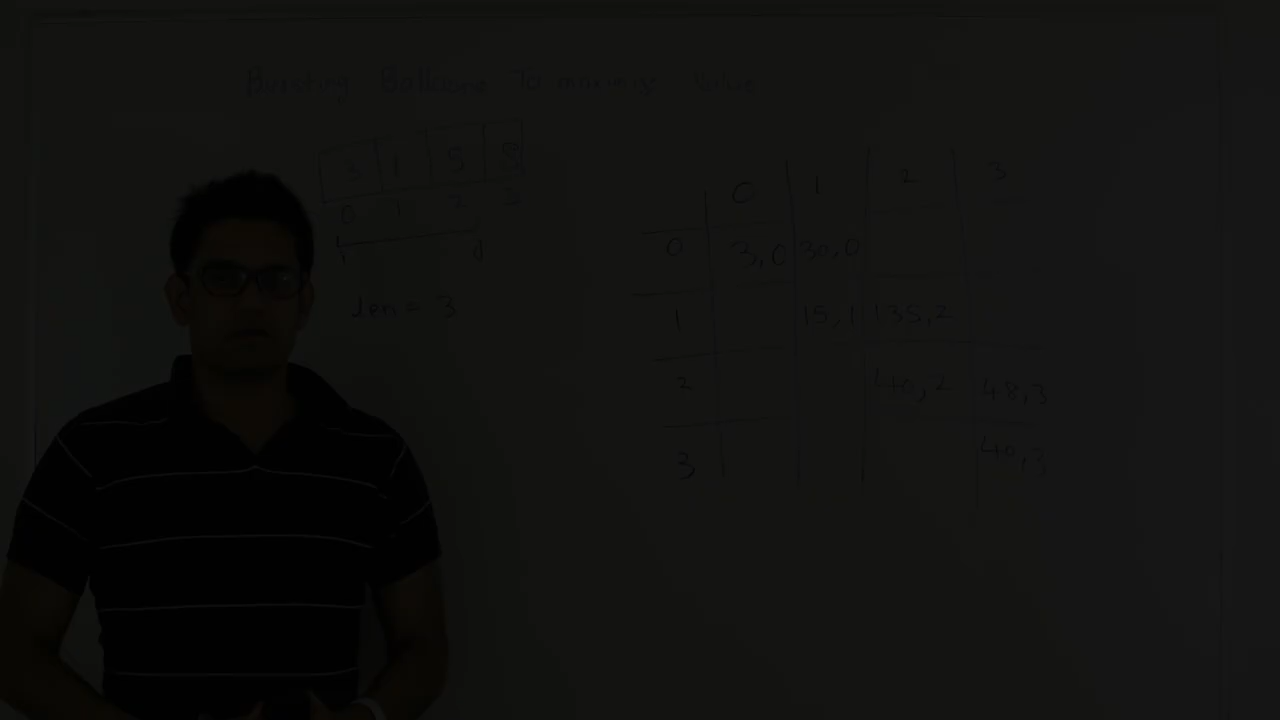 Bursting Balloons To maximize Value
3 1 5 8
0 1 2 3
i j
len = 3
0 1 2 3
0 3,0 30,0
1 15,1 135,2
2 40,2 48,3
3 40,3